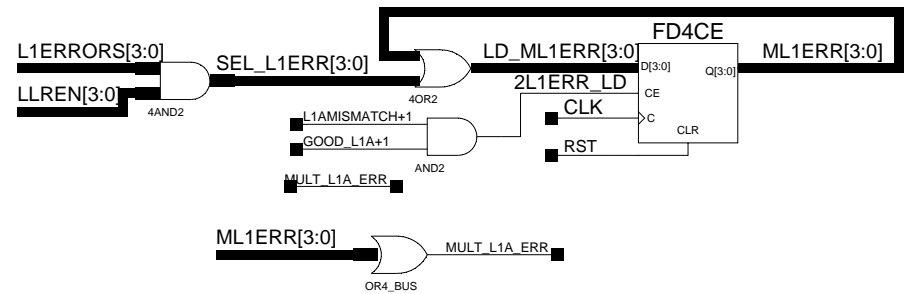 FD4CE
L1ERRORS[3:0]
SEL_L1ERR[3:0]
LD_ML1ERR[3:0]
ML1ERR[3:0]
D[3:0]
Q[3:0]
LLREN[3:0]
4AND2
4OR2
2L1ERR_LD
CE
CLK
C
L1AMISMATCH+1
GOOD_L1A+1
AND2
CLR
RST
MULT_L1A_ERR
ML1ERR[3:0]
MULT_L1A_ERR
OR4_BUS